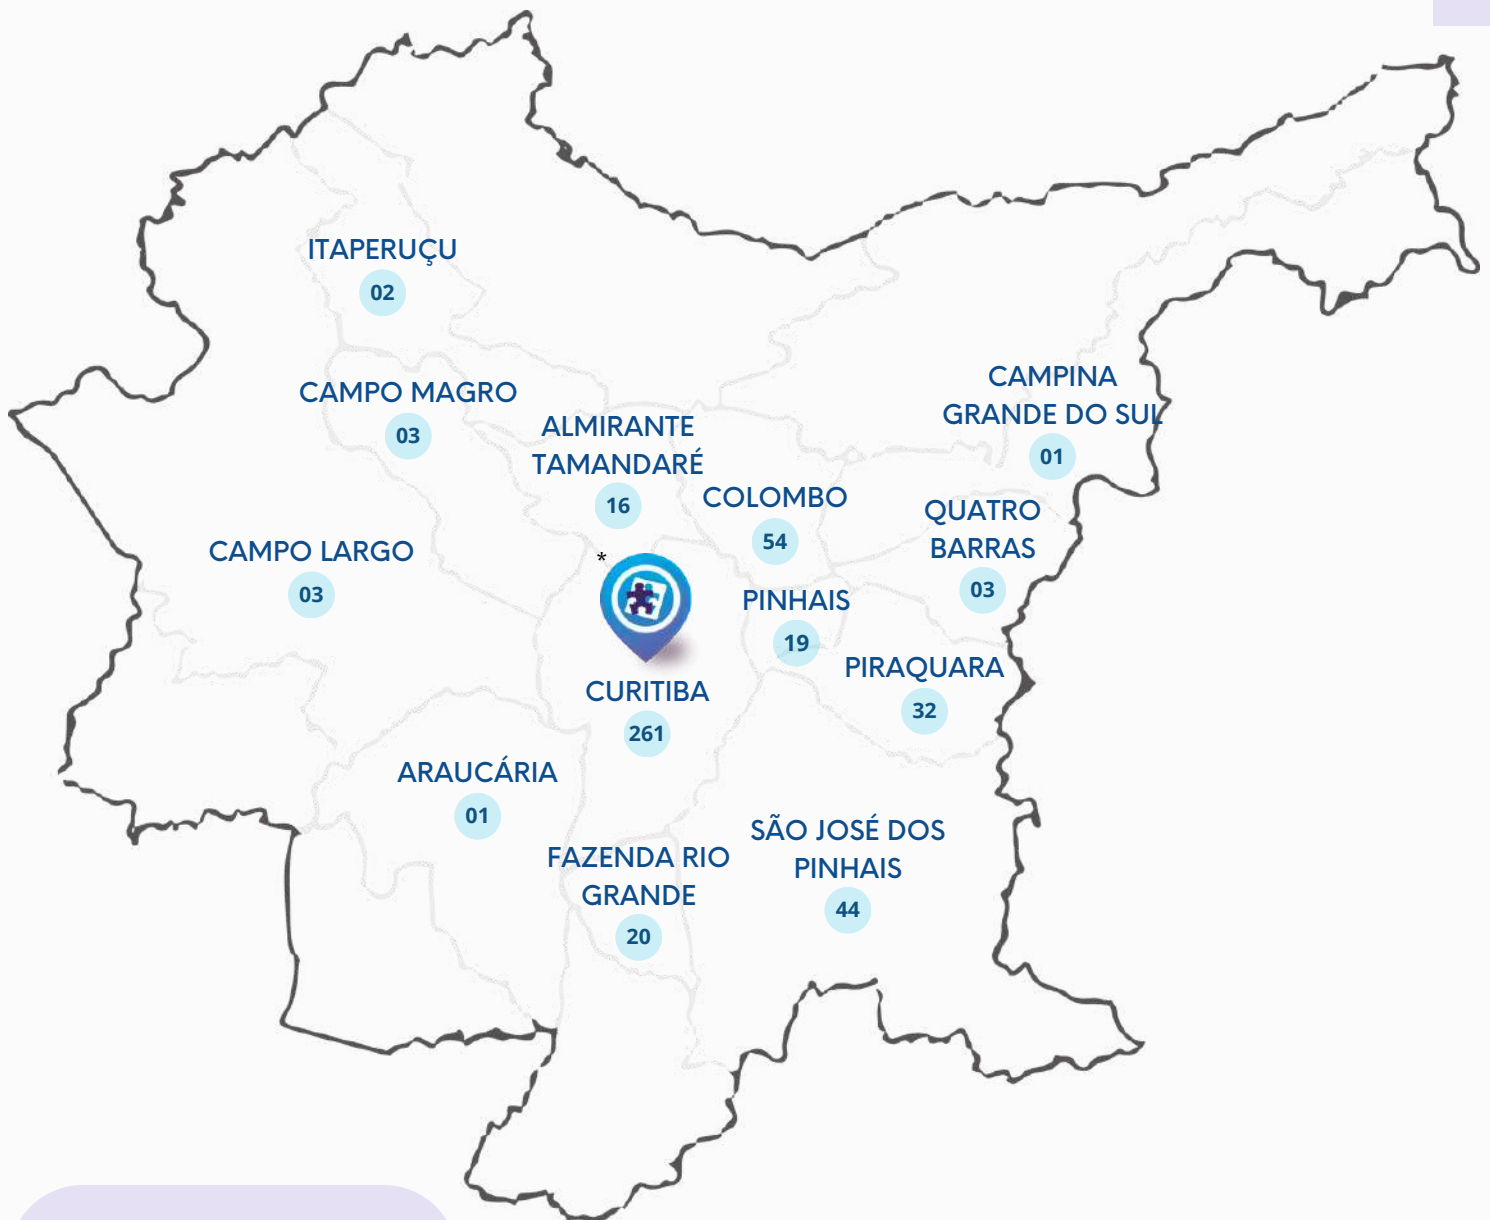 ITAPERUÇU
02
CAMPO MAGRO
03
CAMPINA
GRANDE DO SUL
01
ALMIRANTE
TAMANDARÉ
16
COLOMBO
54
QUATRO
BARRAS
03
CAMPO LARGO
03
*
PINHAIS
19
PIRAQUARA
32
CURITIBA
261
ARAUCÁRIA
01
FAZENDA RIO
GRANDE
20
SÃO JOSÉ DOS
PINHAIS
44